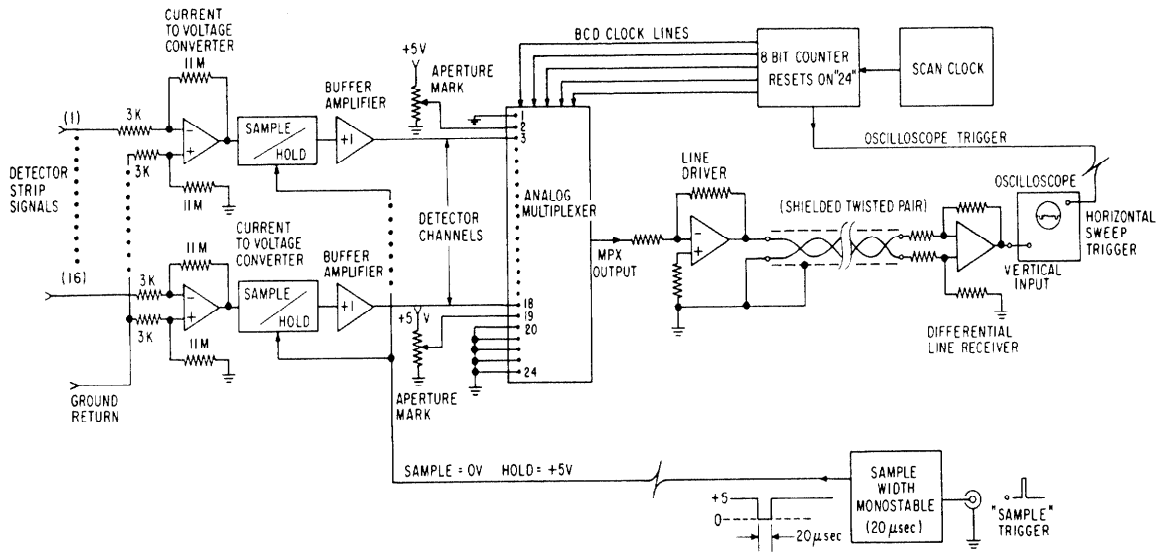 CURRENT
TO VOLTAGE
CONVERTER
11M
(1)
3K
3K
11M
DETECTOR
STRIP
SIGNALS
SAMPLE
HOLD
BUFFER
AMPLIFIER
+1
+5V
APERTURE
MARK
BCD CLOCK LINES
8 BIT COUNTER
RESETS ON "24"
SCAN CLOCK
OSCILLOSCOPE TRIGGER
1
2
3
ANALOG
MULTIPLEXER
DETECTOR
CHANNELS
CURRENT
TO VOLTAGE
CONVERTER
11M
(16)
3K
3K
11M
SAMPLE
HOLD
BUFFER
AMPLIFIER
+1
+5 V
APERTURE
MARK
18
19
20
24
GROUND
RETURN
MPX
OUTPUT
LINE
DRIVER
(SHIELDED TWISTED PAIR)
OSCILLOSCOPE
HORIZONTAL
SWEEP
TRIGGER
VERTICAL
INPUT
DIFFERENTIAL
LINE RECEIVER
SAMPLE = 0V HOLD = +5V
+5
0
20μsec
SAMPLE
WIDTH
MONOSTABLE
(20μsec)
"SAMPLE"
TRIGGER